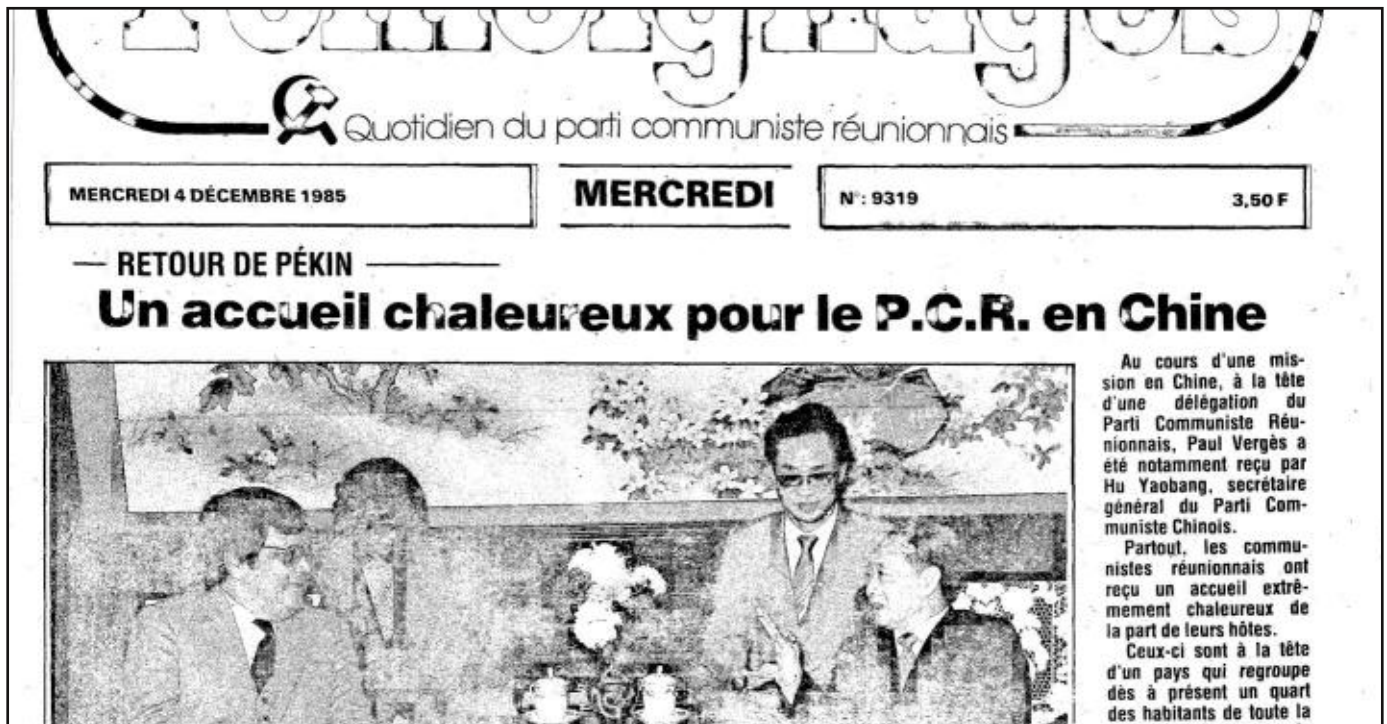 Témoignages
Quotidien du parti communiste réunionnais
MERCREDI 4 DÉCEMBRE 1985
MERCREDI
N°: 9319
3,50 F
— RETOUR DE PÉKIN —
Un accueil chaleureux pour le P.C.R. en Chine
Au cours d'une mis-
sion en Chine, à la tête
d'une délégation du
Parti Communiste Réu-
nionnais, Paul Vergès a
été notamment reçu par
Hu Yaobang, secrétaire
général du Parti Com-
muniste Chinois.
Partout, les commu-
nistes réunionnais ont
reçu un accueil extrê-
mement chaleureux de
la part de leurs hôtes.
Ceux-ci sont à la tête
d'un pays qui regroupe
dès à présent un quart
des habitants de toute la